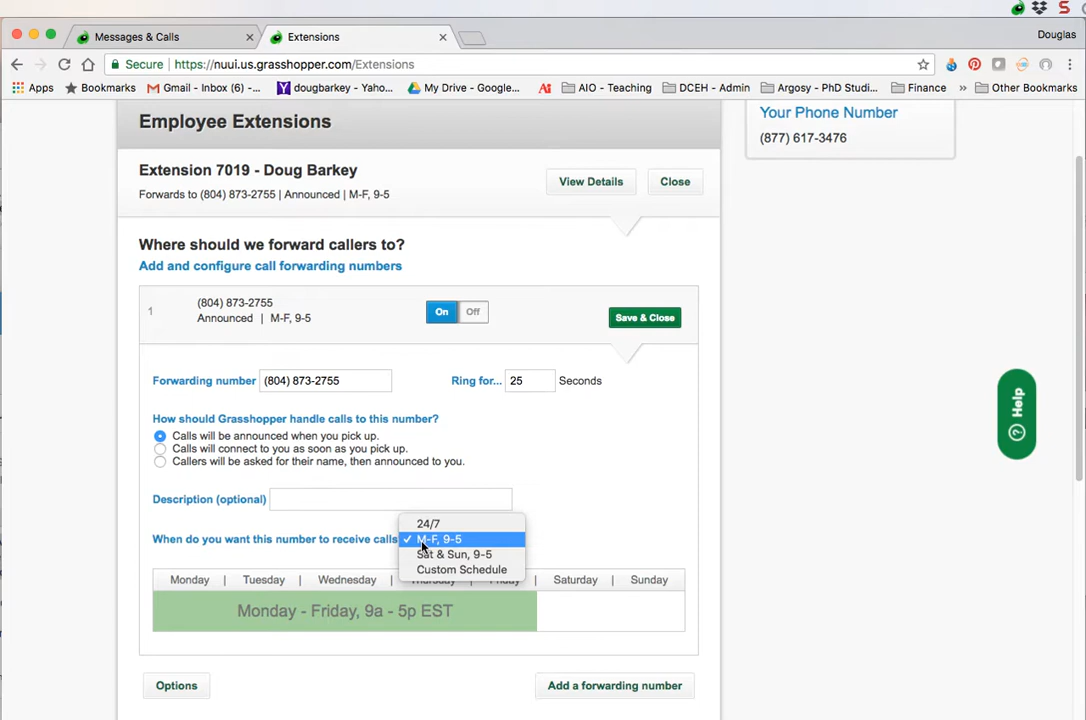 Messages & Calls
Extensions
Douglas
Secure | https://nuui.us.grasshopper.com/Extensions
Apps Bookmarks Gmail - Inbox (6) -... dougbarkey - Yaho... My Drive - Google... AIO - Teaching DCEH - Admin Argosy - PhD Studi... Finance » Other Bookmarks
Employee Extensions
Your Phone Number
(877) 617-3476
Extension 7019 - Doug Barkey
Forwards to (804) 873-2755 | Announced | M-F, 9-5
View Details
Close
Where should we forward callers to?
Add and configure call forwarding numbers
1
(804) 873-2755
Announced | M-F, 9-5
On Off
Save & Close
Forwarding number (804) 873-2755
Ring for... 25 Seconds
How should Grasshopper handle calls to this number?
Calls will be announced when you pick up.
Calls will connect to you as soon as you pick up.
Callers will be asked for their name, then announced to you.
Description (optional)
When do you want this number to receive calls
24/7
✓ M-F, 9-5
Sat & Sun, 9-5
Custom Schedule
Monday | Tuesday | Wednesday | Thursday | Friday | Saturday | Sunday
Monday - Friday, 9a - 5p EST
Options
Add a forwarding number
Help